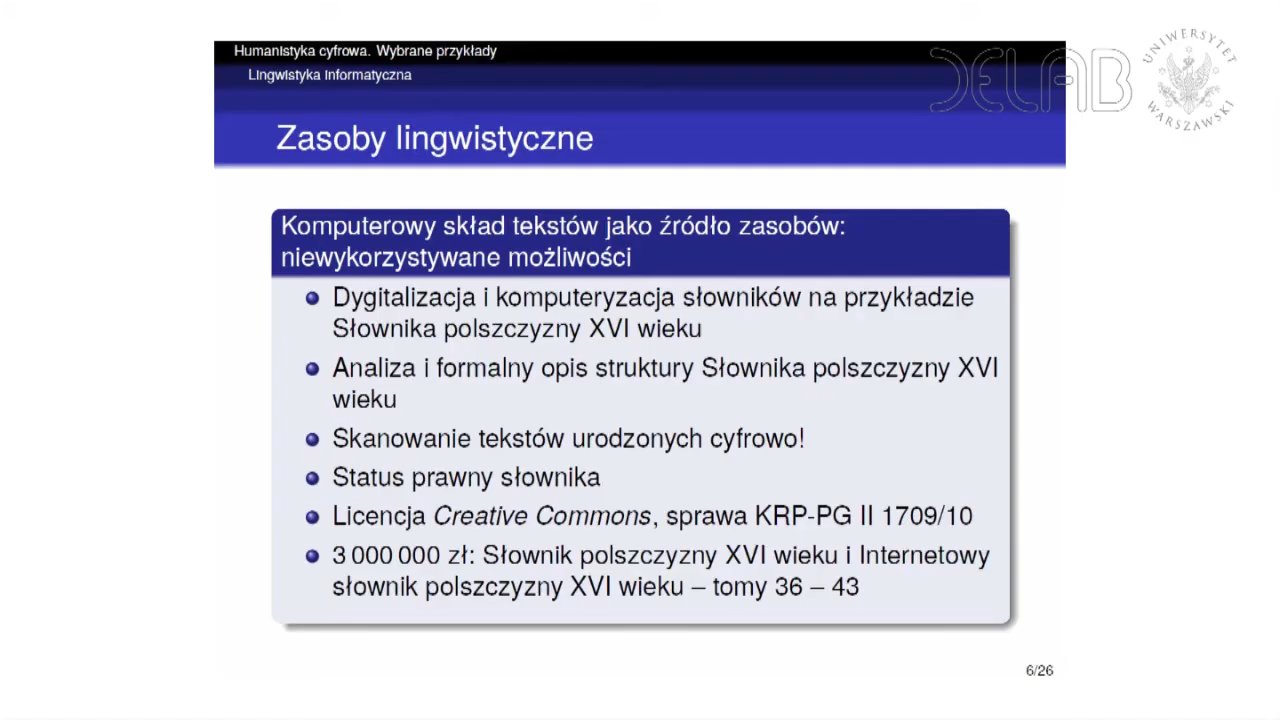 Humanistyka cyfrowa. Wybrane przykłady
Lingwistyka informatyczna
DELAB
UNIWERSYTET
WARSZAWSKI
Zasoby lingwistyczne
Komputerowy skład tekstów jako źródło zasobów:
niewykorzystywane możliwości
Dygitalizacja i komputeryzacja słowników na przykładzie
Słownika polszczyzny XVI wieku
Analiza i formalny opis struktury Słownika polszczyzny XVI
wieku
Skanowanie tekstów urodzonych cyfrowo!
Status prawny słownika
Licencja Creative Commons, sprawa KRP-PG II 1709/10
3 000 000 zł: Słownik polszczyzny XVI wieku i Internetowy
słownik polszczyzny XVI wieku – tomy 36 – 43
6/26